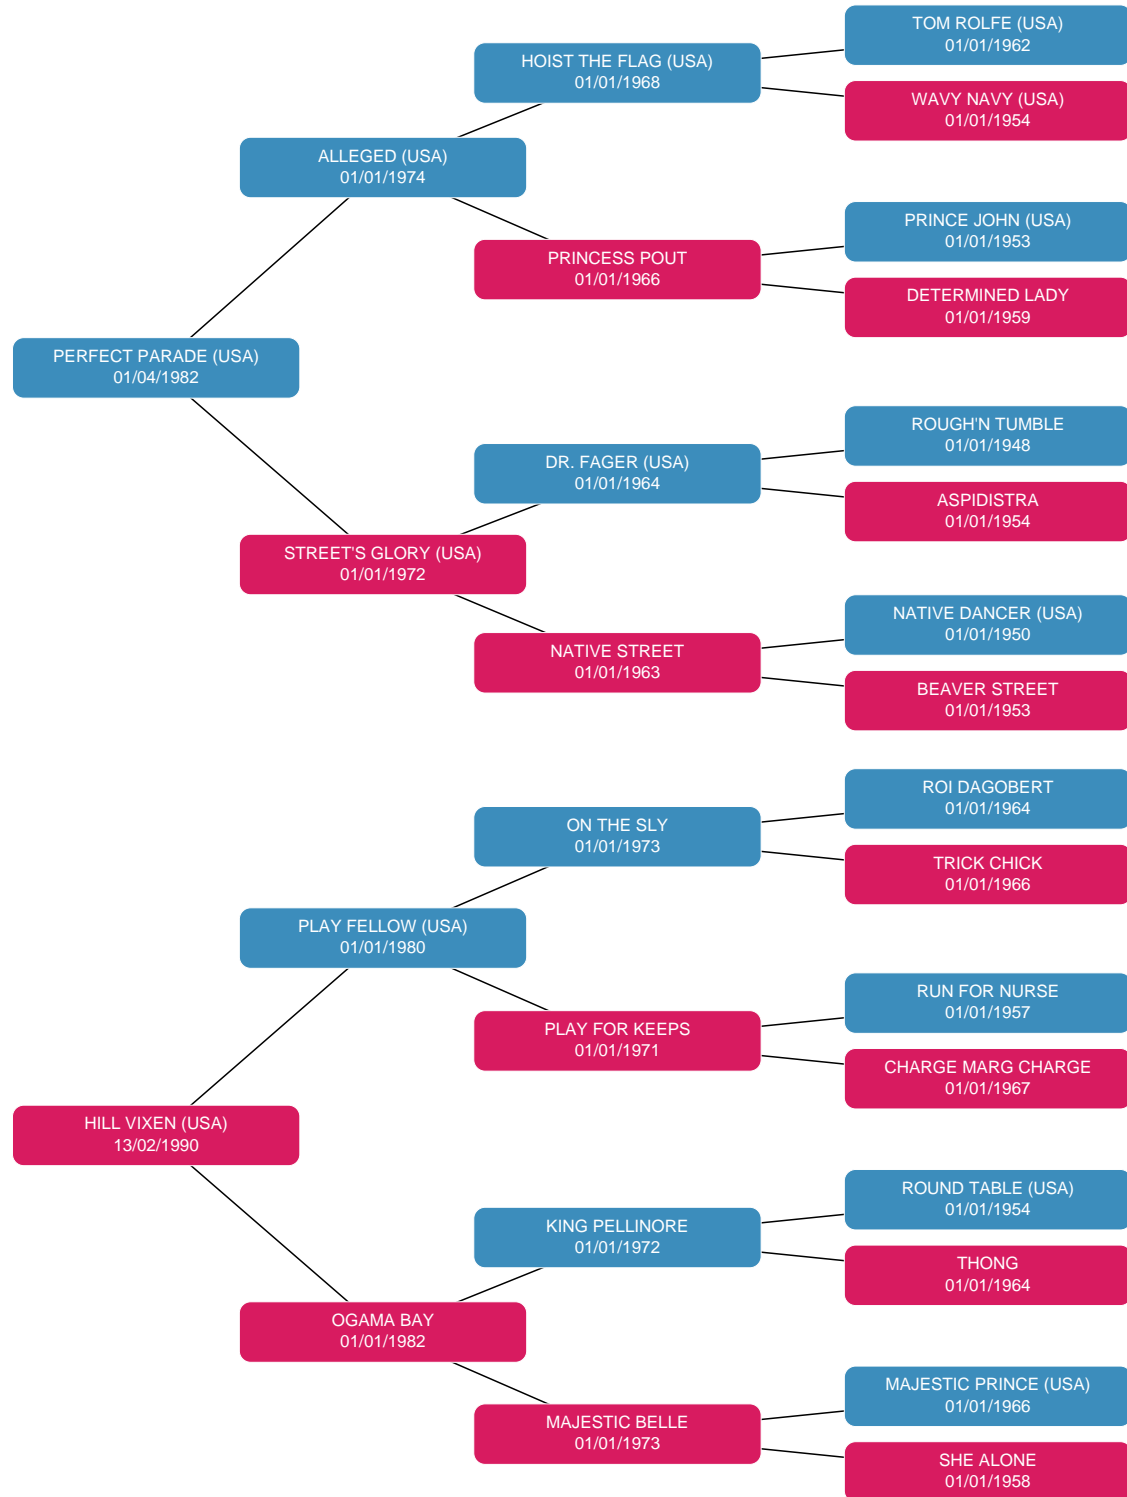 TOM ROLFE (USA)
01/01/1962
HOIST THE FLAG (USA)
01/01/1968
WAVY NAVY (USA)
01/01/1954
ALLEGED (USA)
01/01/1974
PRINCE JOHN (USA)
01/01/1953
PRINCESS POUT
01/01/1966
DETERMINED LADY
01/01/1959
PERFECT PARADE (USA)
01/04/1982
ROUGH'N TUMBLE
01/01/1948
DR. FAGER (USA)
01/01/1964
ASPIDISTRA
01/01/1954
STREET'S GLORY (USA)
01/01/1972
NATIVE DANCER (USA)
01/01/1950
NATIVE STREET
01/01/1963
BEAVER STREET
01/01/1953
ROI DAGOBERT
01/01/1964
ON THE SLY
01/01/1973
TRICK CHICK
01/01/1966
PLAY FELLOW (USA)
01/01/1980
RUN FOR NURSE
01/01/1957
PLAY FOR KEEPS
01/01/1971
CHARGE MARG CHARGE
01/01/1967
HILL VIXEN (USA)
13/02/1990
ROUND TABLE (USA)
01/01/1954
KING PELLINORE
01/01/1972
THONG
01/01/1964
OGAMA BAY
01/01/1982
MAJESTIC PRINCE (USA)
01/01/1966
MAJESTIC BELLE
01/01/1973
SHE ALONE
01/01/1958